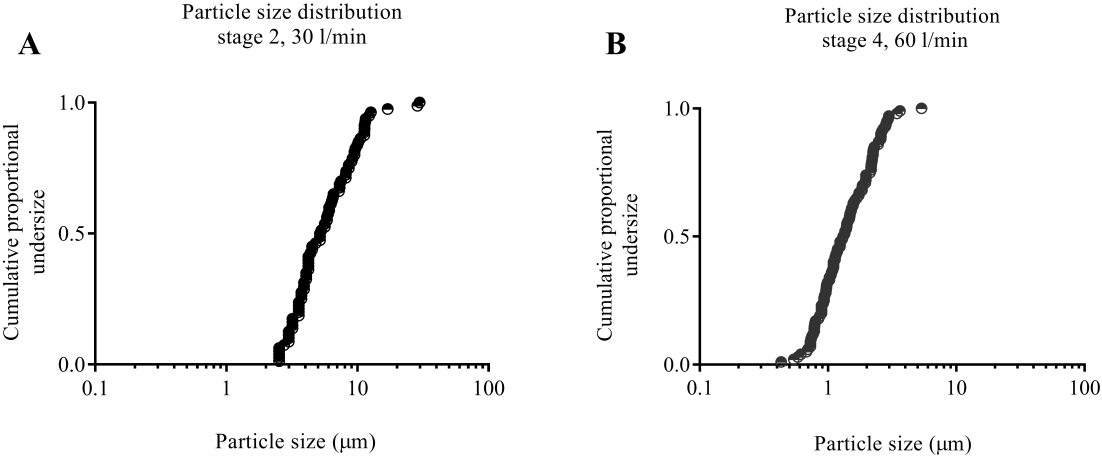 A
Particle size distribution
stage 2, 30 l/min
Cumulative proportional
undersize
1.0
0.5
0.0
0.1
1
10
100
Particle size (μm)
B
Particle size distribution
stage 4, 60 l/min
Cumulative proportional
undersize
1.0
0.5
0.0
0.1
1
10
100
Particle size (μm)